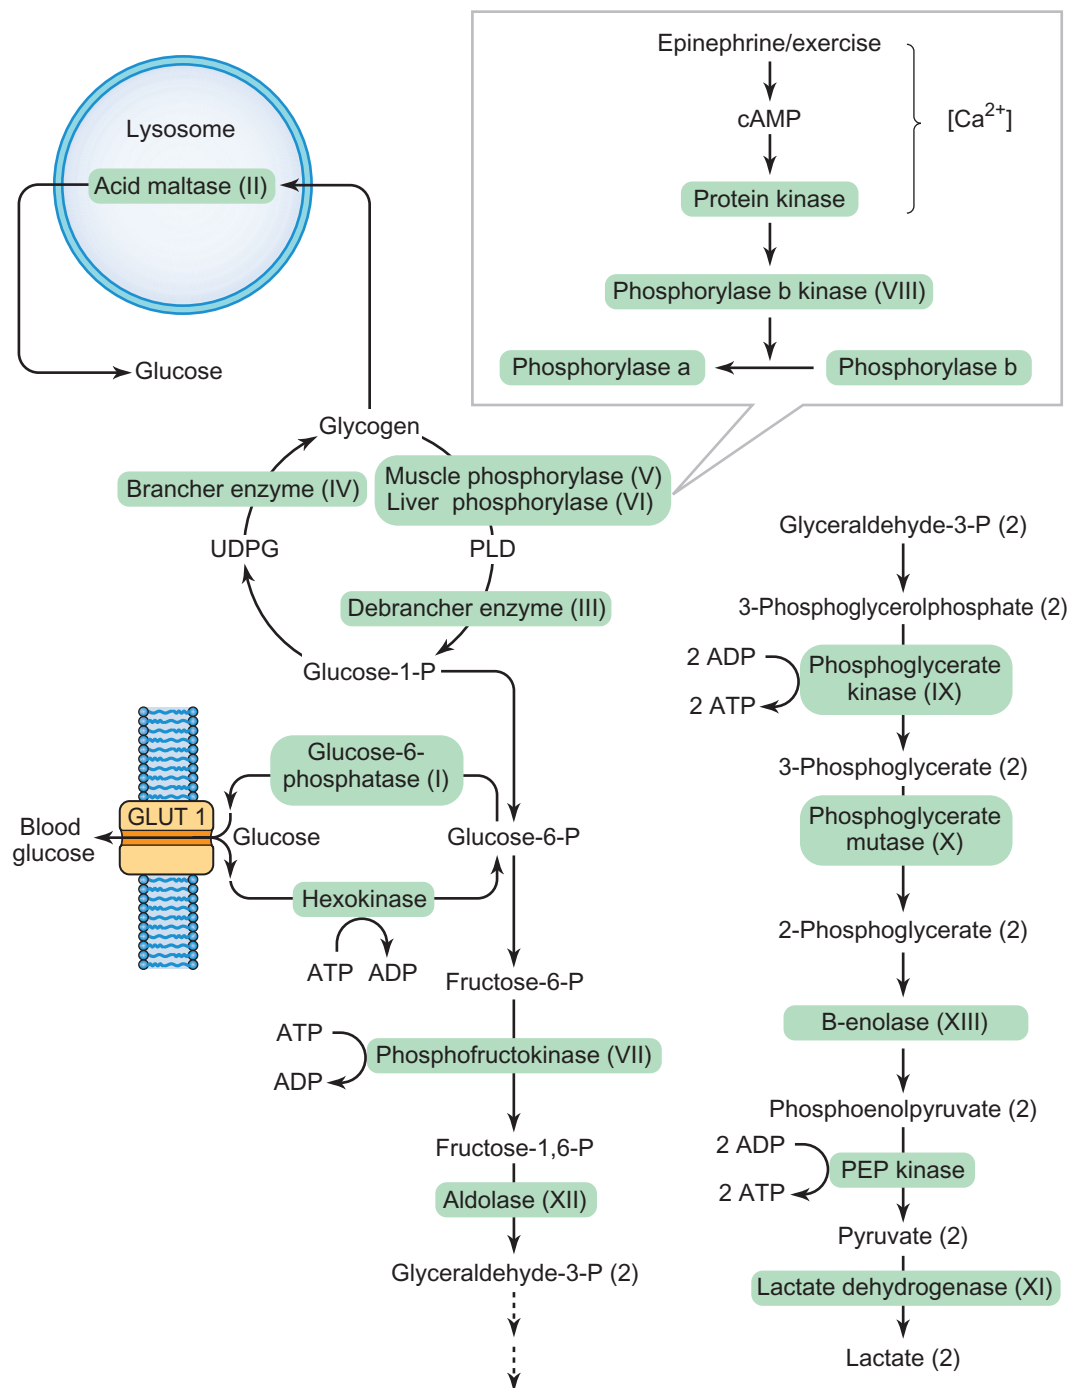 Epinephrine/exercise
cAMP
[Ca2+]
Protein kinase
Phosphorylase b kinase (VIII)
Phosphorylase a
Phosphorylase b
Lysosome
Acid maltase (II)
Glucose
Glycogen
Brancher enzyme (IV)
Muscle phosphorylase (V)
Liver phosphorylase (VI)
UDPG
PLD
Debrancher enzyme (III)
Glucose-1-P
Glucose-6-
phosphatase (I)
GLUT 1
Blood
glucose
Glucose
Glucose-6-P
Hexokinase
ATP
ADP
Fructose-6-P
ATP
Phosphofructokinase (VII)
ADP
Fructose-1,6-P
Aldolase (XII)
Glyceraldehyde-3-P (2)
Glyceraldehyde-3-P (2)
3-Phosphoglycerolphosphate (2)
2 ADP
Phosphoglycerate
kinase (IX)
2 ATP
3-Phosphoglycerate (2)
Phosphoglycerate
mutase (X)
2-Phosphoglycerate (2)
B-enolase (XIII)
Phosphoenolpyruvate (2)
2 ADP
PEP kinase
2 ATP
Pyruvate (2)
Lactate dehydrogenase (XI)
Lactate (2)